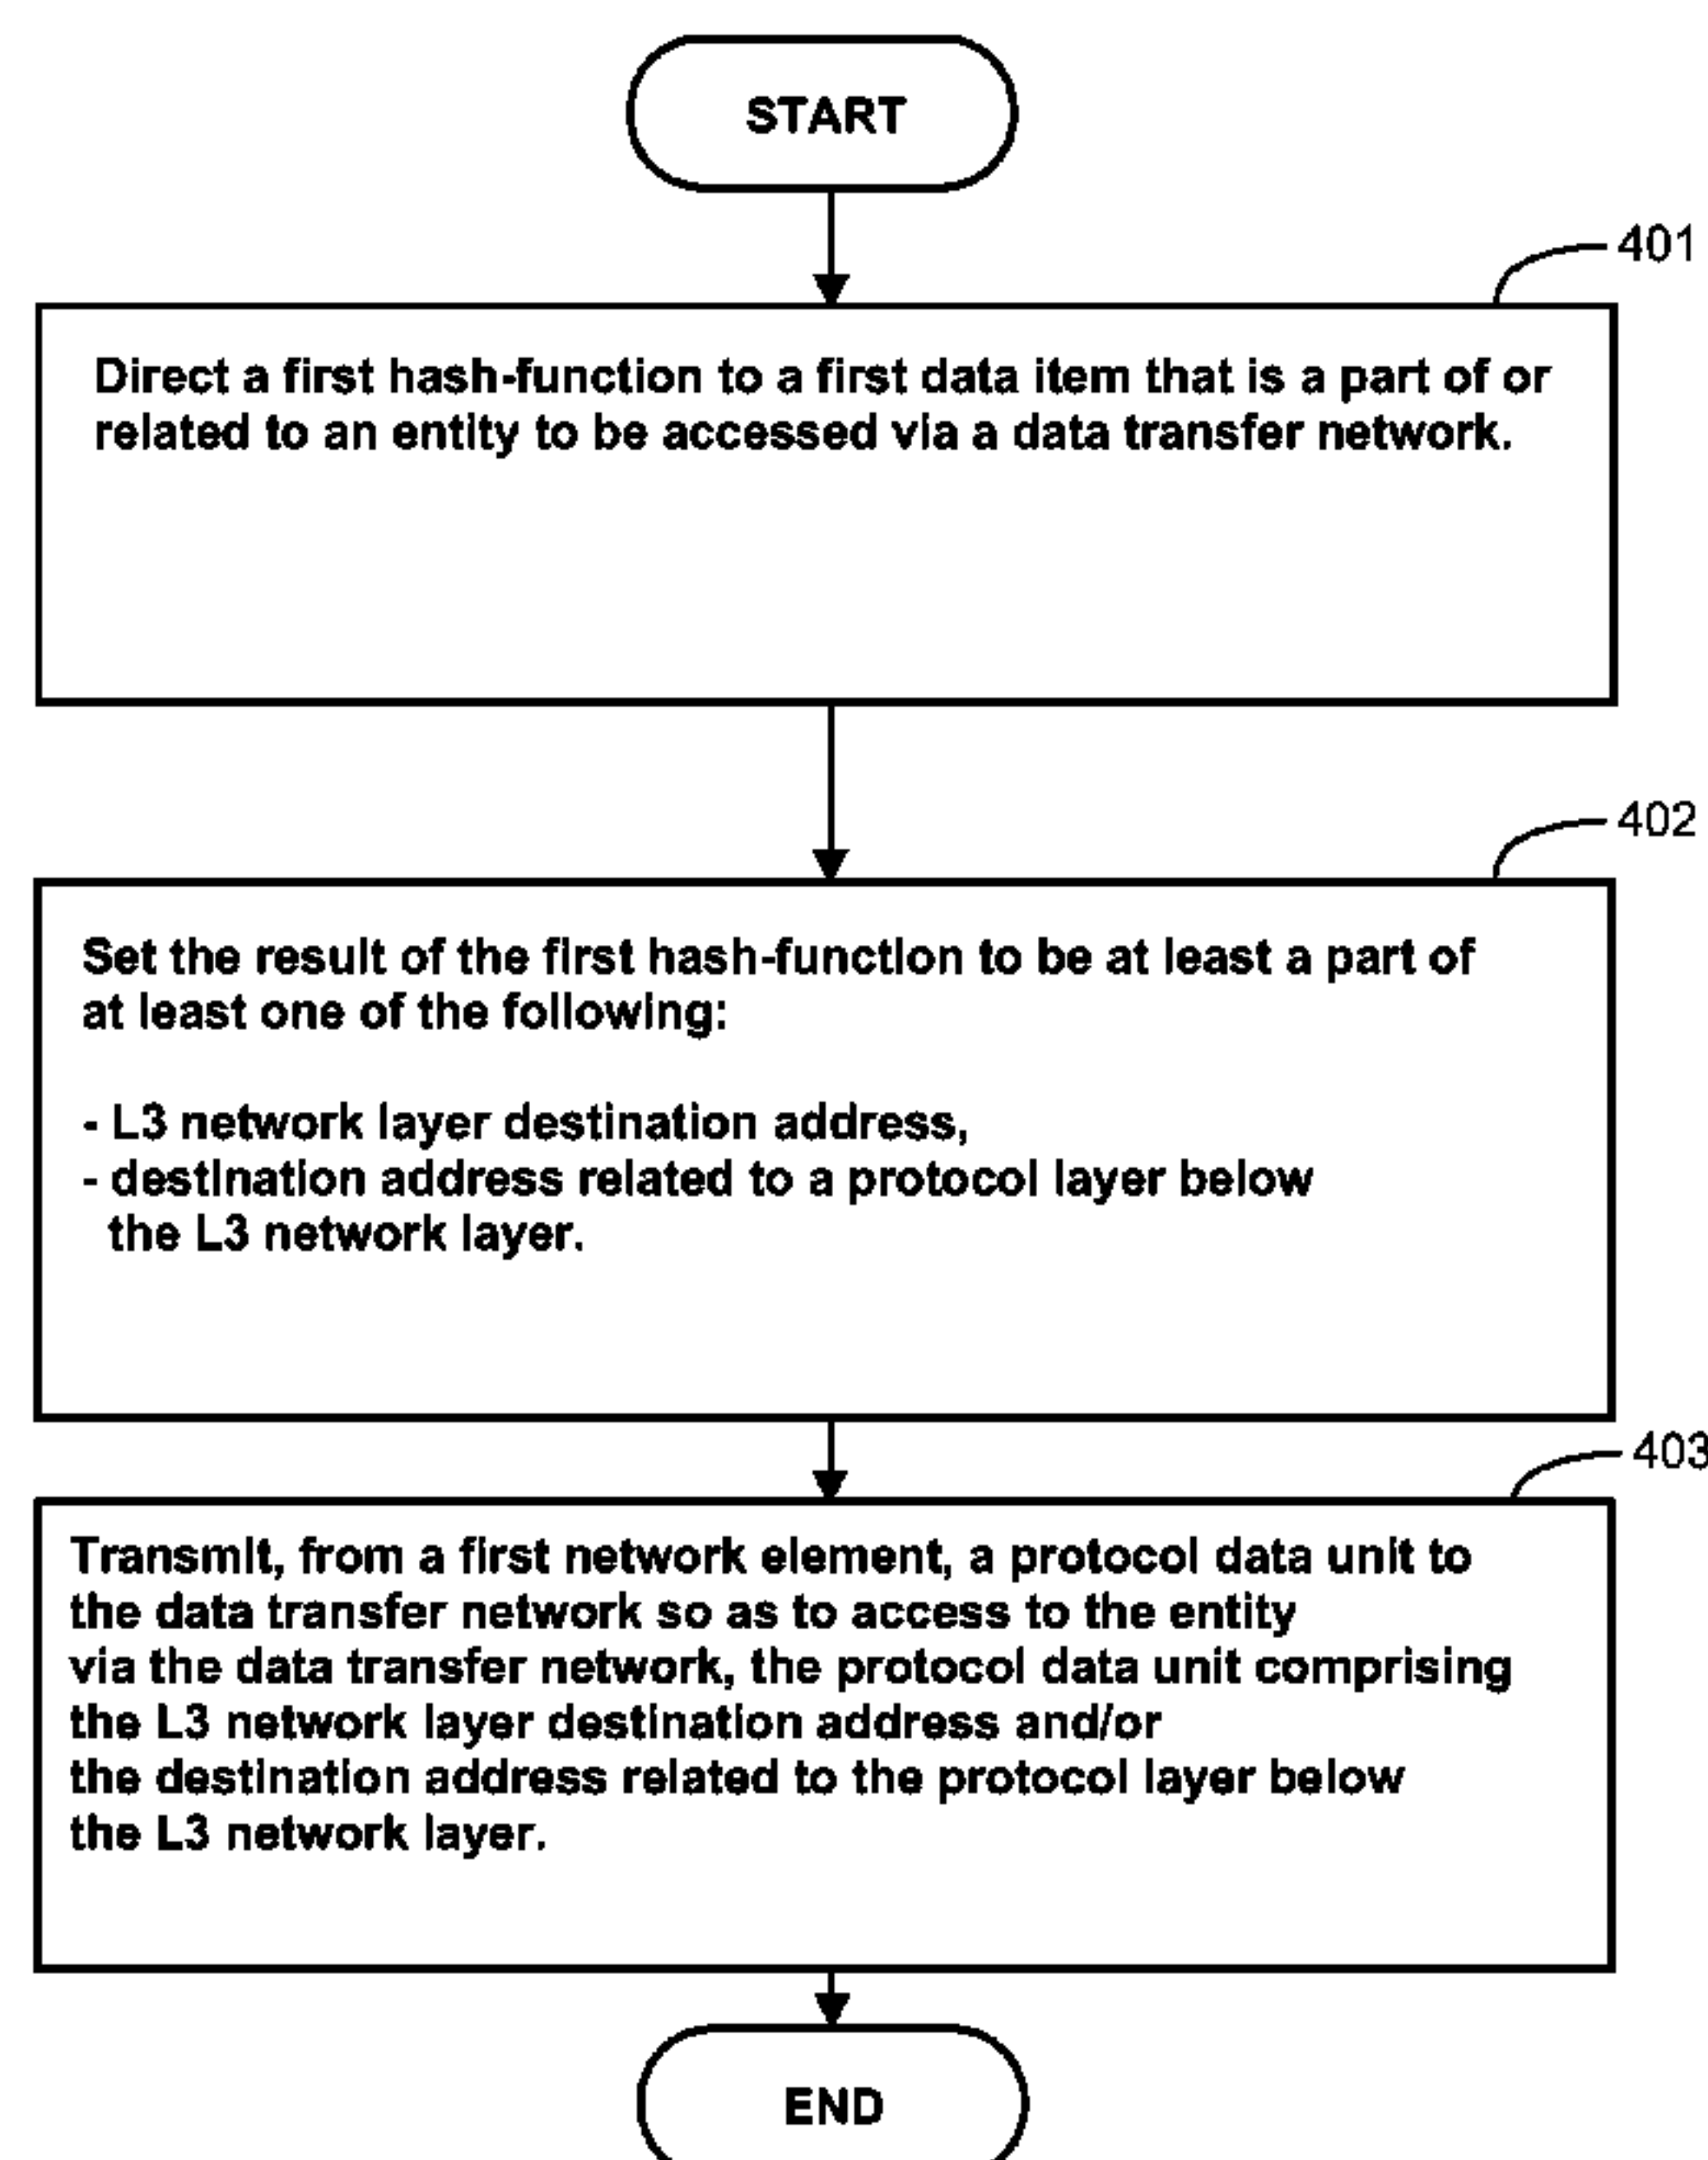 START
401
Direct a first hash-function to a first data item that is a part of or
related to an entity to be accessed via a data transfer network.
402
Set the result of the first hash-function to be at least a part of
at least one of the following:
- L3 network layer destination address,
- destination address related to a protocol layer below
the L3 network layer.
403
Transmit, from a first network element, a protocol data unit to
the data transfer network so as to access to the entity
via the data transfer network, the protocol data unit comprising
the L3 network layer destination address and/or
the destination address related to the protocol layer below
the L3 network layer.
END